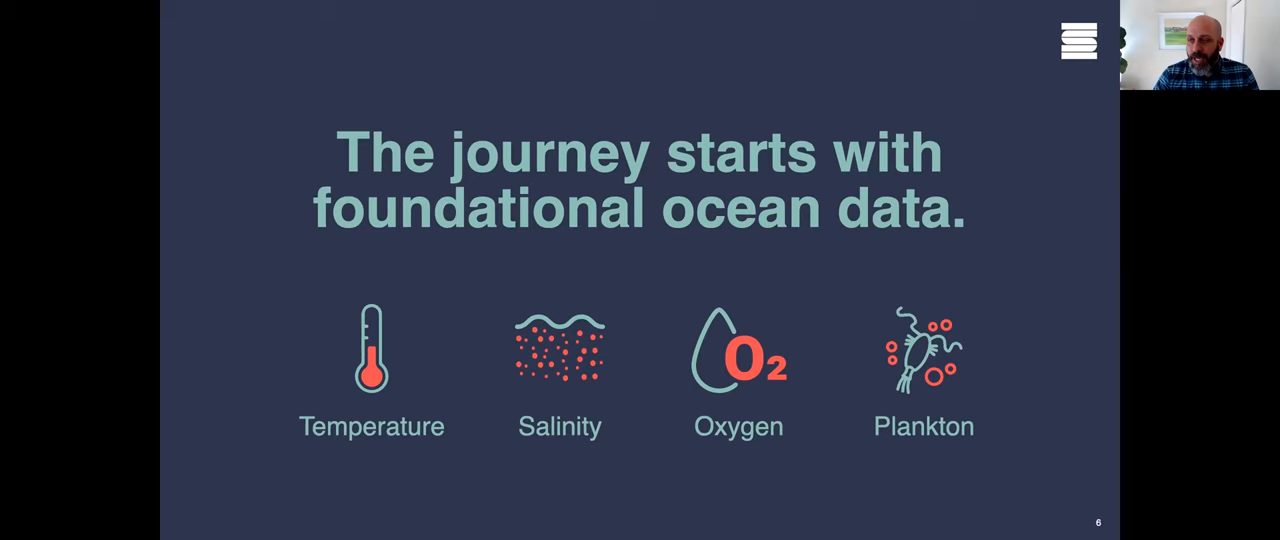 The journey starts with
foundational ocean data.
O₂
Temperature
Salinity
Oxygen
Plankton
6